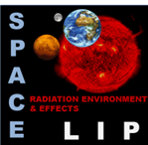 SPACE
RADIATION ENVIRONMENT
& EFFECTS
LIP